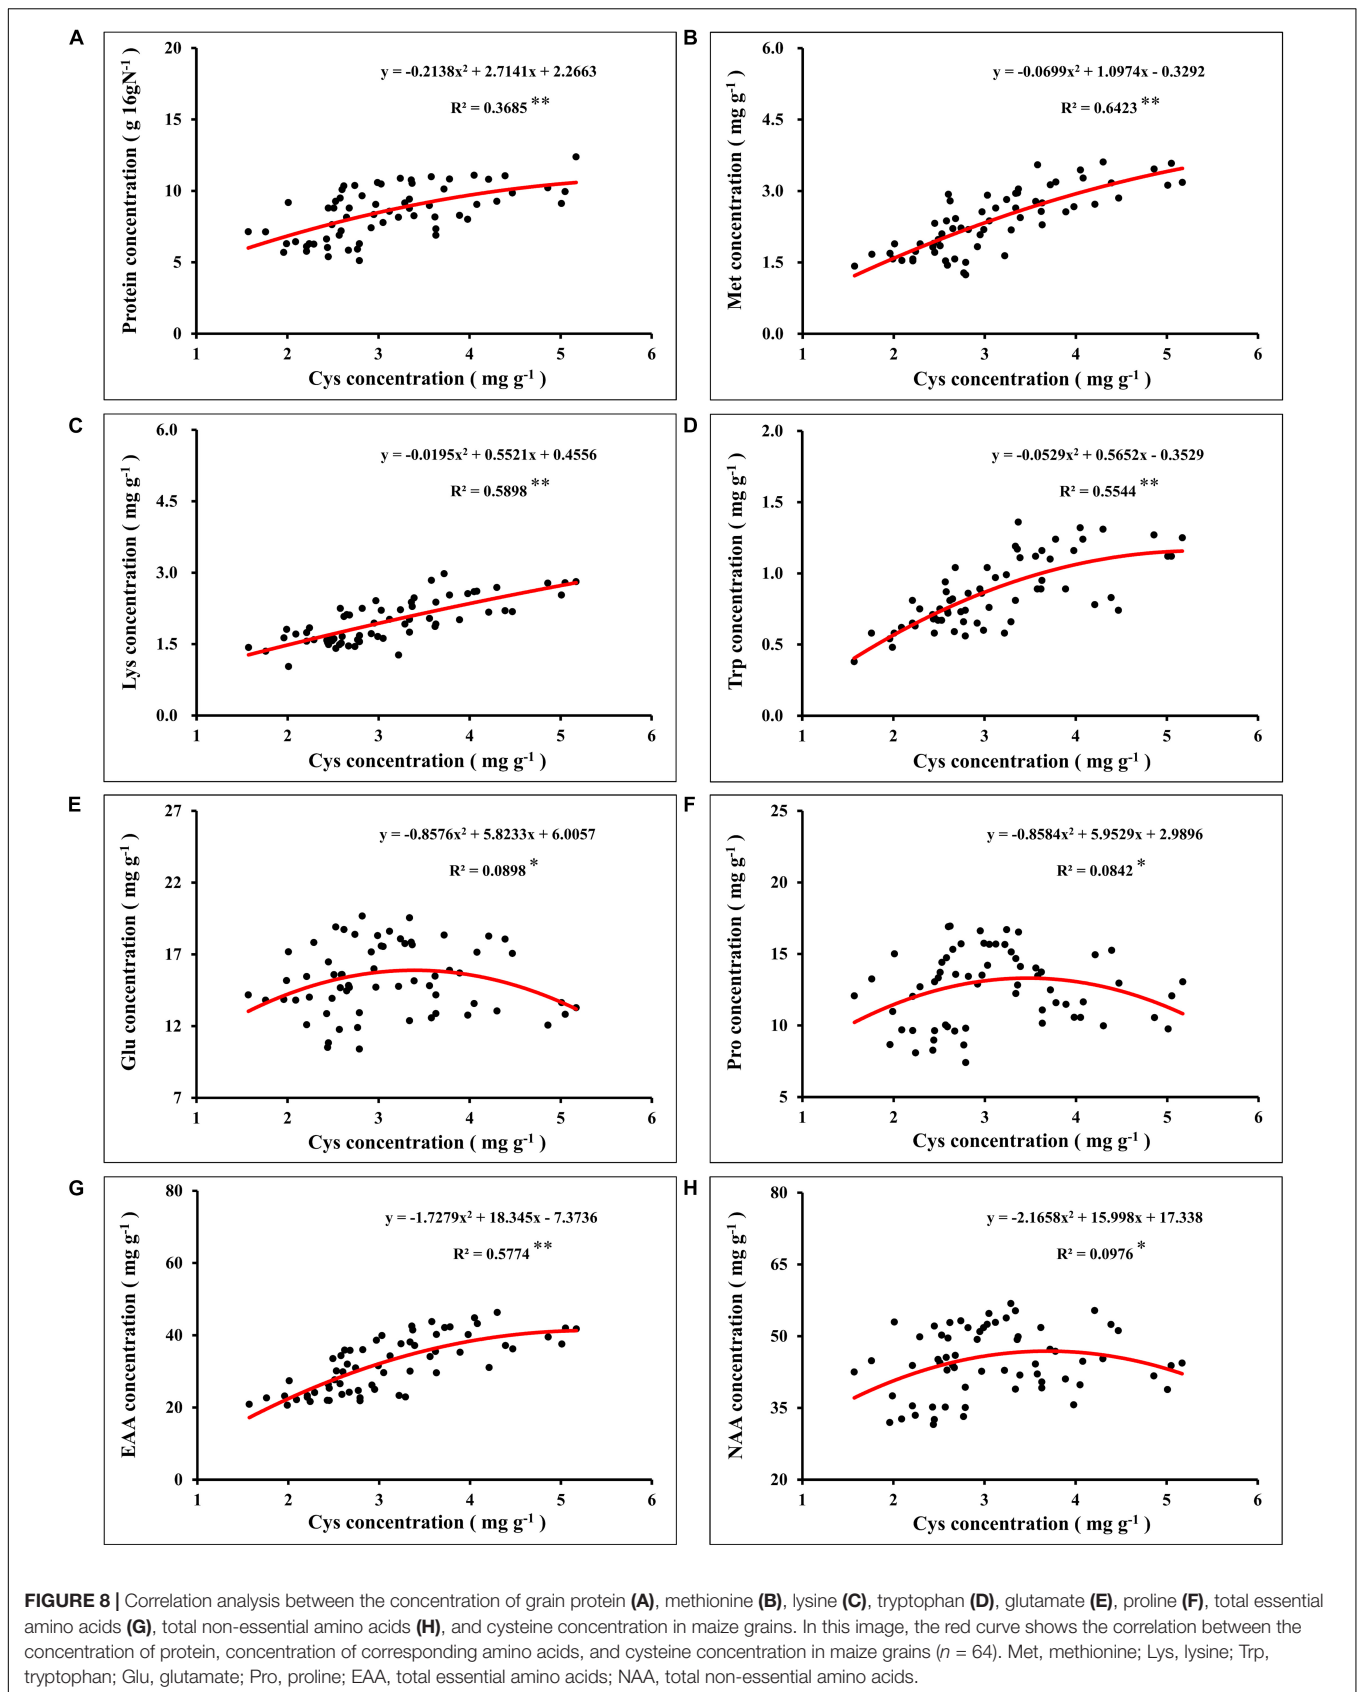 A
Protein concentration ( g 16gN⁻¹ )
20
15
10
5
0
y = -0.2138x² + 2.7141x + 2.2663
R² = 0.3685 **
1 2 3 4 5 6
Cys concentration ( mg g⁻¹ )
B
Met concentration ( mg g⁻¹ )
6.0
4.5
3.0
1.5
0.0
y = -0.0699x² + 1.0974x - 0.3292
R² = 0.6423 **
1 2 3 4 5 6
Cys concentration ( mg g⁻¹ )
C
Lys concentration ( mg g⁻¹ )
6.0
4.5
3.0
1.5
0.0
y = -0.0195x² + 0.5521x + 0.4556
R² = 0.5898 **
1 2 3 4 5 6
Cys concentration ( mg g⁻¹ )
D
Trp concentration ( mg g⁻¹ )
2.0
1.5
1.0
0.5
0.0
y = -0.0529x² + 0.5652x - 0.3529
R² = 0.5544 **
1 2 3 4 5 6
Cys concentration ( mg g⁻¹ )
E
Glu concentration ( mg g⁻¹ )
27
22
17
12
7
y = -0.8576x² + 5.8233x + 6.0057
R² = 0.0898 *
1 2 3 4 5 6
Cys concentration ( mg g⁻¹ )
F
Pro concentration ( mg g⁻¹ )
25
20
15
10
5
y = -0.8584x² + 5.9529x + 2.9896
R² = 0.0842 *
1 2 3 4 5 6
Cys concentration ( mg g⁻¹ )
G
EAA concentration ( mg g⁻¹ )
80
60
40
20
0
y = -1.7279x² + 18.345x - 7.3736
R² = 0.5774 **
1 2 3 4 5 6
Cys concentration ( mg g⁻¹ )
H
NAA concentration ( mg g⁻¹ )
80
65
50
35
20
y = -2.1658x² + 15.998x + 17.338
R² = 0.0976 *
1 2 3 4 5 6
Cys concentration ( mg g⁻¹ )
FIGURE 8 | Correlation analysis between the concentration of grain protein (A), methionine (B), lysine (C), tryptophan (D), glutamate (E), proline (F), total essential
amino acids (G), total non-essential amino acids (H), and cysteine concentration in maize grains. In this image, the red curve shows the correlation between the
concentration of protein, concentration of corresponding amino acids, and cysteine concentration in maize grains (n = 64). Met, methionine; Lys, lysine; Trp,
tryptophan; Glu, glutamate; Pro, proline; EAA, total essential amino acids; NAA, total non-essential amino acids.